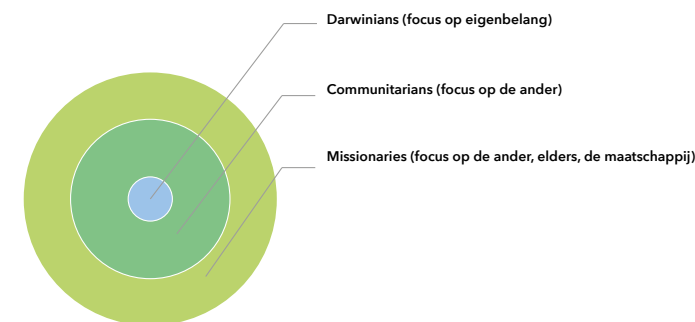 Darwinians (focus op eigenbelang)
Communitarians (focus op de ander)
Missionaries (focus op de ander, elders, de maatschappij)